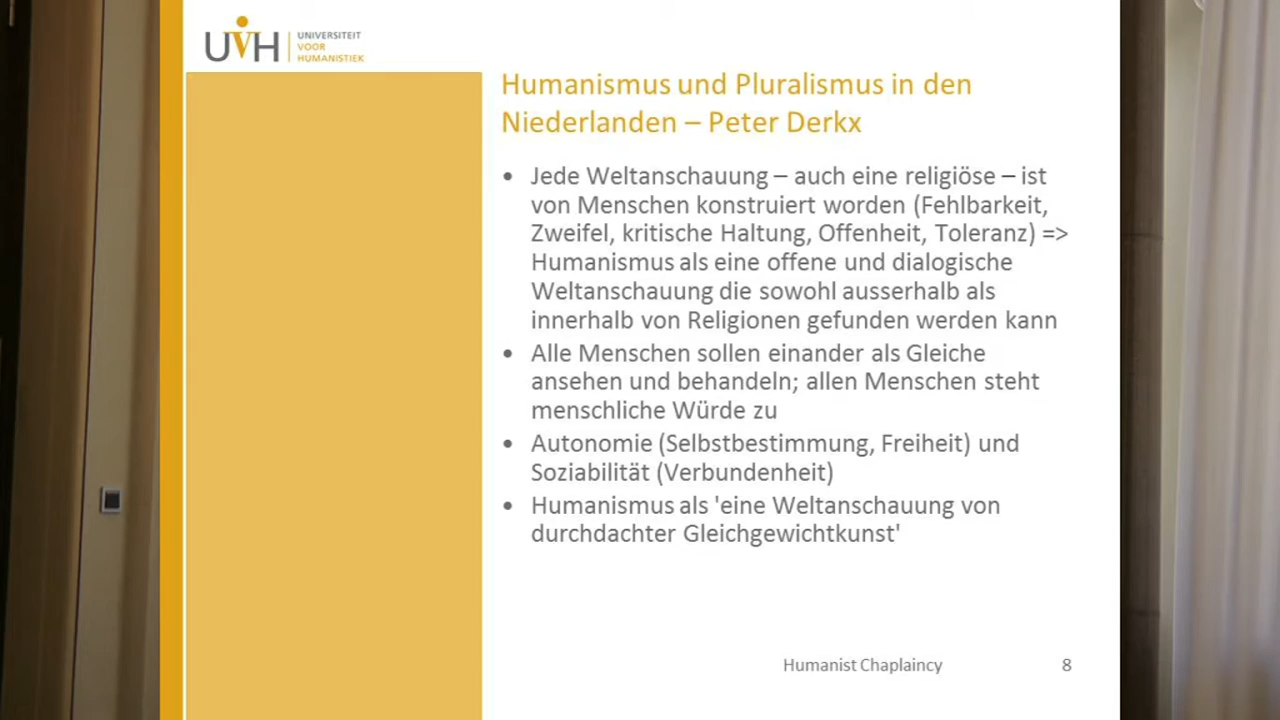 UVH
UNIVERSITEIT
VOOR
HUMANISTIEK
Humanismus und Pluralismus in den
Niederlanden – Peter Derkx
• Jede Weltanschauung – auch eine religiöse – ist
von Menschen konstruiert worden (Fehlbarkeit,
Zweifel, kritische Haltung, Offenheit, Toleranz) =>
Humanismus als eine offene und dialogische
Weltanschauung die sowohl ausserhalb als
innerhalb von Religionen gefunden werden kann
• Alle Menschen sollen einander als Gleiche
ansehen und behandeln; allen Menschen steht
menschliche Würde zu
• Autonomie (Selbstbestimmung, Freiheit) und
Soziabilität (Verbundenheit)
• Humanismus als 'eine Weltanschauung von
durchdachter Gleichgewichtkunst'
Humanist Chaplaincy 8